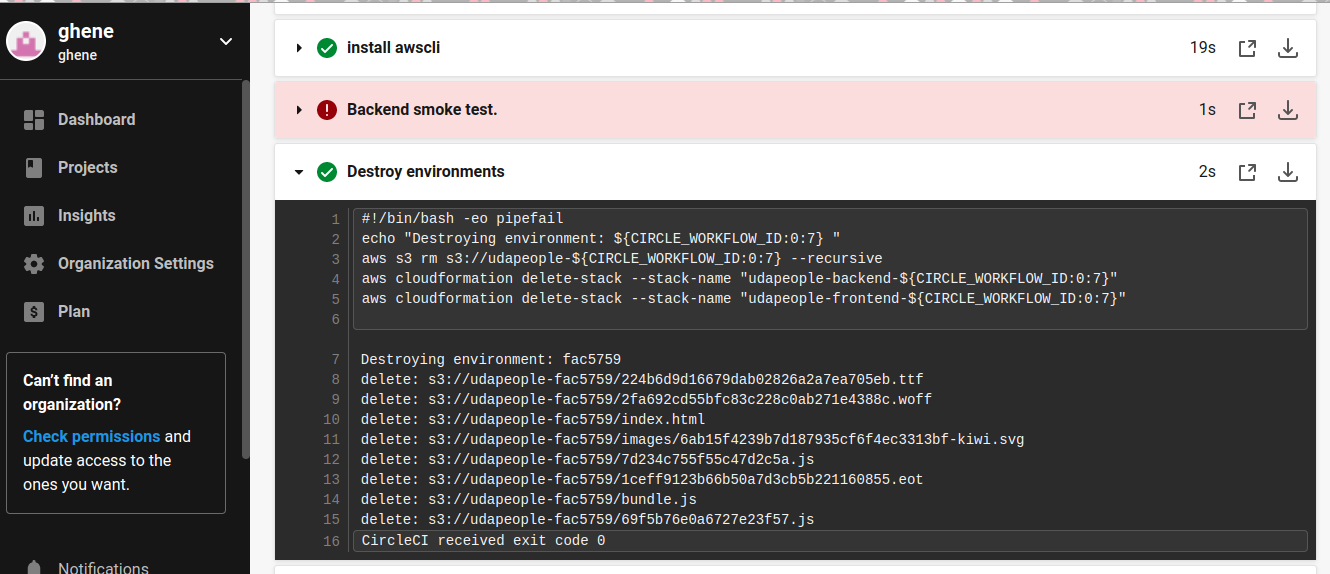 ghene
ghene
Dashboard
Projects
Insights
Organization Settings
Plan
Can't find an
organization?
Check permissions and
update access to the
ones you want.
Notifications
install awscli 19s
Backend smoke test. 1s
Destroy environments 2s
1 #!/bin/bash -eo pipefail
2 echo "Destroying environment: ${CIRCLE_WORKFLOW_ID:0:7} "
3 aws s3 rm s3://udapeople-${CIRCLE_WORKFLOW_ID:0:7} --recursive
4 aws cloudformation delete-stack --stack-name "udapeople-backend-${CIRCLE_WORKFLOW_ID:0:7}"
5 aws cloudformation delete-stack --stack-name "udapeople-frontend-${CIRCLE_WORKFLOW_ID:0:7}"
6
7 Destroying environment: fac5759
8 delete: s3://udapeople-fac5759/224b6d9d16679dab02826a2a7ea705eb.ttf
9 delete: s3://udapeople-fac5759/2fa692cd55bfc83c228c0ab271e4388c.woff
10 delete: s3://udapeople-fac5759/index.html
11 delete: s3://udapeople-fac5759/images/6ab15f4239b7d187935cf6f4ec3313bf-kiwi.svg
12 delete: s3://udapeople-fac5759/7d234c755f55c47d2c5a.js
13 delete: s3://udapeople-fac5759/1ceff9123b66b50a7d3cb5b221160855.eot
14 delete: s3://udapeople-fac5759/bundle.js
15 delete: s3://udapeople-fac5759/69f5b76e0a6727e23f57.js
16 CircleCI received exit code 0